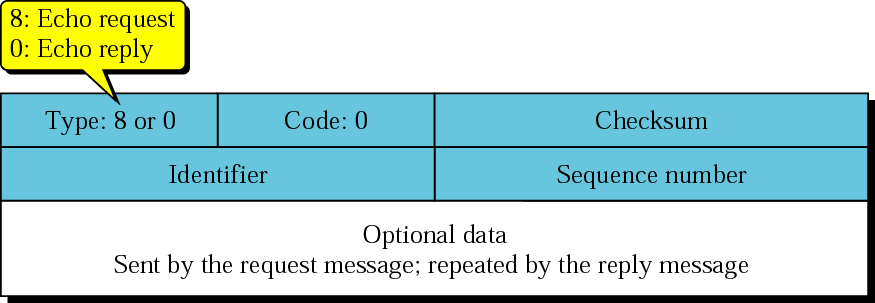 8: Echo request
0: Echo reply
Type: 8 or 0
Code: 0
Checksum
Identifier
Sequence number
Optional data
Sent by the request message; repeated by the reply message